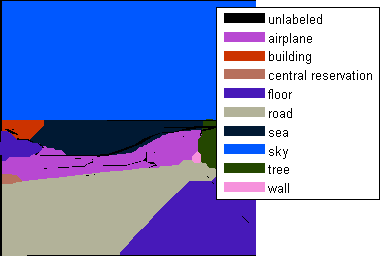 unlabeled
airplane
building
central reservation
floor
road
sea
sky
tree
wall